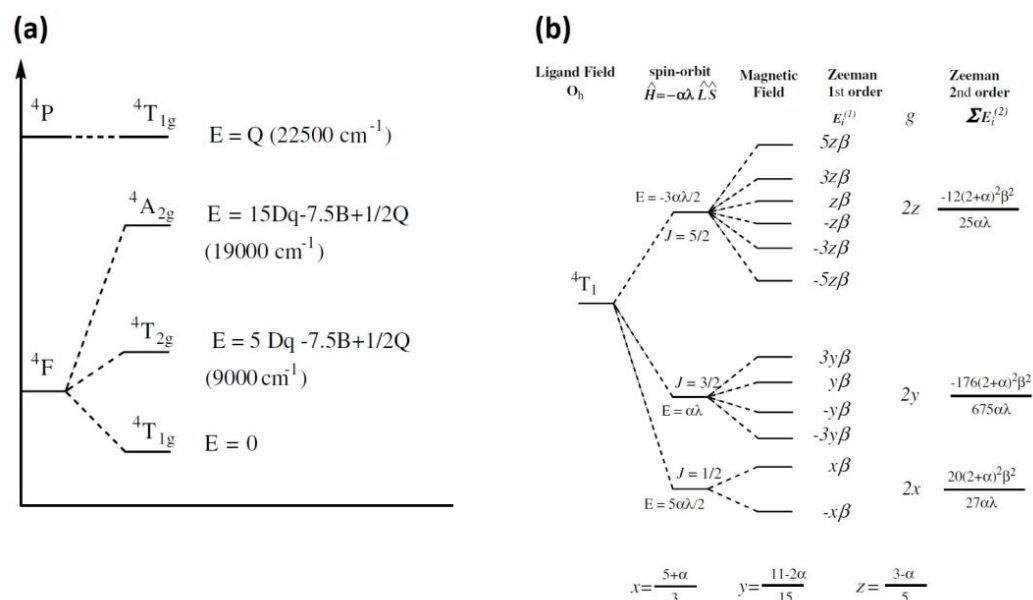 (a)
⁴P
⁴T₁g
E = Q (22500 cm⁻¹)
⁴A₂g
E = 15Dq-7.5B+1/2Q
(19000 cm⁻¹)
⁴T₂g
E = 5 Dq -7.5B+1/2Q
(9000 cm⁻¹)
⁴F
⁴T₁g
E = 0
(b)
Ligand Field
Oₕ
spin-orbit
Ĥ=-αλ L̂Ŝ
Magnetic
Field
Zeeman
1st order
Eᵢ⁽¹⁾
g
Zeeman
2nd order
ΣEᵢ⁽²⁾
5zβ
3zβ
E = -3αλ/2
zβ
2z
-12(2+α)²β²
25αλ
-zβ
J = 5/2
-3zβ
-5zβ
⁴T₁
3yβ
J = 3/2
yβ
2y
-176(2+α)²β²
675αλ
E = αλ
-yβ
-3yβ
J = 1/2
xβ
2x
20(2+α)²β²
27αλ
E = 5αλ/2
-xβ
x= 5+α
3
y= 11-2α
15
z= 3-α
5